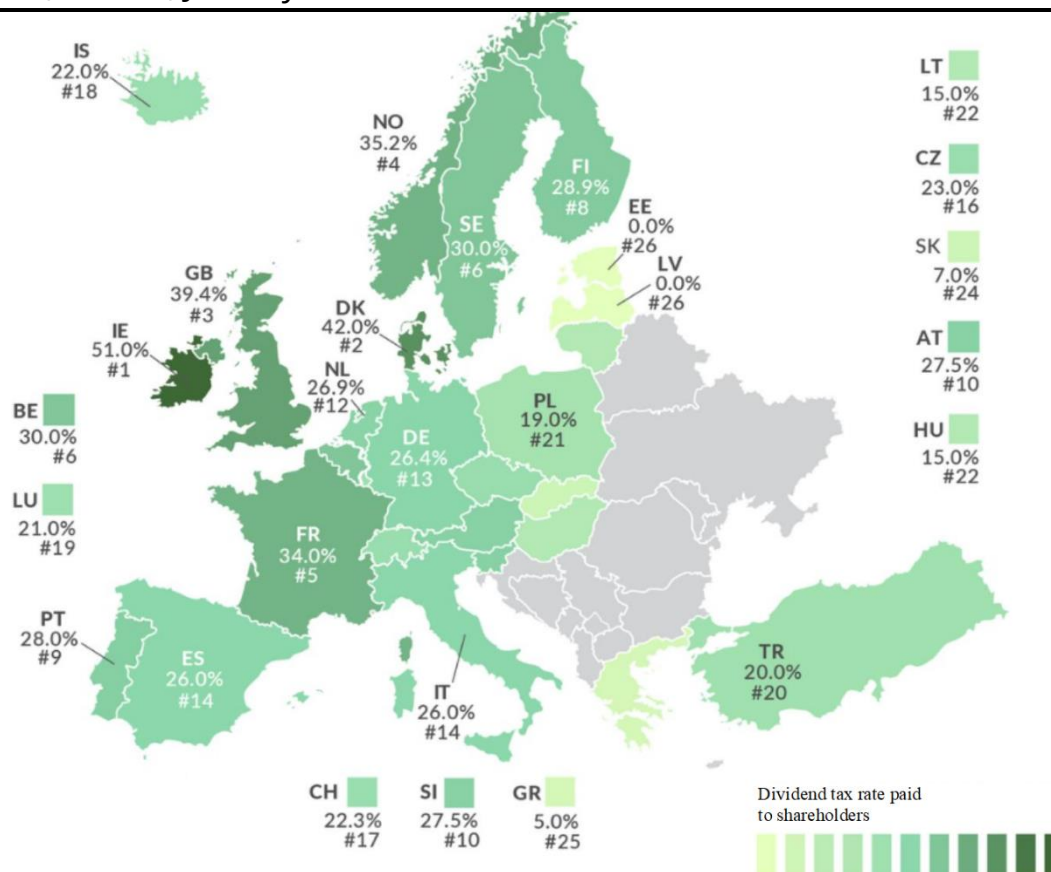 IS
22.0%
#18
NO
35.2%
#4
FI
28.9%
#8
SE
30.0%
#6
EE
0.0%
#26
LV
0.0%
#26
GB
39.4%
#3
DK
42.0%
#2
IE
51.0%
#1
NL
26.9%
#12
BE
30.0%
#6
LU
21.0%
#19
DE
26.4%
#13
PL
19.0%
#21
FR
34.0%
#5
PT
28.0%
#9
ES
26.0%
#14
IT
26.0%
#14
TR
20.0%
#20
LT
15.0%
#22
CZ
23.0%
#16
SK
7.0%
#24
AT
27.5%
#10
HU
15.0%
#22
CH
22.3%
#17
SI
27.5%
#10
GR
5.0%
#25
Dividend tax rate paid
to shareholders